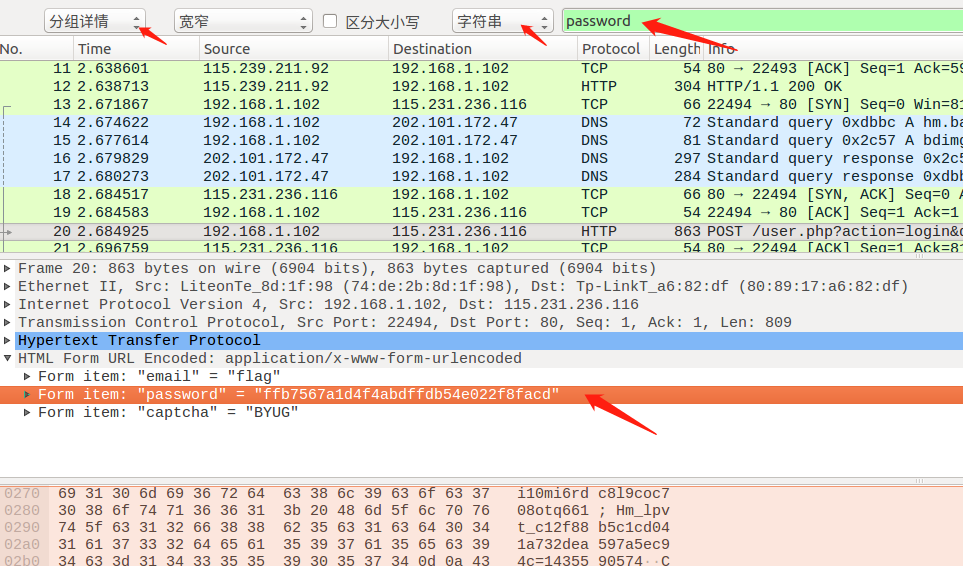 分组详情 宽窄 区分大小写 字符串 password
No. Time Source Destination Protocol Length Info
11 2.638601 115.239.211.92 192.168.1.102 TCP 54 80 → 22493 [ACK] Seq=1 Ack=59
12 2.638713 115.239.211.92 192.168.1.102 HTTP 304 HTTP/1.1 200 OK
13 2.671867 192.168.1.102 115.231.236.116 TCP 66 22494 → 80 [SYN] Seq=0 Win=81
14 2.674622 192.168.1.102 202.101.172.47 DNS 72 Standard query 0xdbbc A hm.ba
15 2.677614 192.168.1.102 202.101.172.47 DNS 81 Standard query 0x2c57 A bdimg
16 2.679829 202.101.172.47 192.168.1.102 DNS 297 Standard query response 0x2c5
17 2.680273 202.101.172.47 192.168.1.102 DNS 284 Standard query response 0xdbb
18 2.684517 115.231.236.116 192.168.1.102 TCP 66 80 → 22494 [SYN, ACK] Seq=0 A
19 2.684583 192.168.1.102 115.231.236.116 TCP 54 22494 → 80 [ACK] Seq=1 Ack=1
20 2.684925 192.168.1.102 115.231.236.116 HTTP 863 POST /user.php?action=login&
21 2.696759 115.231.236.116 192.168.1.102 TCP 54 80 → 22494 [ACK] Seq=1 Ack=81
Frame 20: 863 bytes on wire (6904 bits), 863 bytes captured (6904 bits)
Ethernet II, Src: LiteonTe_8d:1f:98 (74:de:2b:8d:1f:98), Dst: Tp-LinkT_a6:82:df (80:89:17:a6:82:df)
Internet Protocol Version 4, Src: 192.168.1.102, Dst: 115.231.236.116
Transmission Control Protocol, Src Port: 22494, Dst Port: 80, Seq: 1, Ack: 1, Len: 809
Hypertext Transfer Protocol
HTML Form URL Encoded: application/x-www-form-urlencoded
Form item: "email" = "flag"
Form item: "password" = "ffb7567a1d4f4abdffdb54e022f8facd"
Form item: "captcha" = "BYUG"
0270 69 31 30 6d 69 36 72 64 63 38 6c 39 63 6f 63 37 i10mi6rd c8l9coc7
0280 30 38 6f 74 71 36 36 31 3b 20 48 6d 5f 6c 70 76 08otq661 ; Hm_lpv
0290 74 5f 63 31 32 66 38 38 62 35 63 31 63 64 30 34 t_c12f88 b5c1cd04
02a0 31 61 37 33 32 64 65 61 35 39 37 61 35 65 63 39 1a732dea 597a5ec9
02b0 34 63 3d 31 34 33 35 35 39 30 35 37 34 0d 0a 43 4c=14355 90574··C